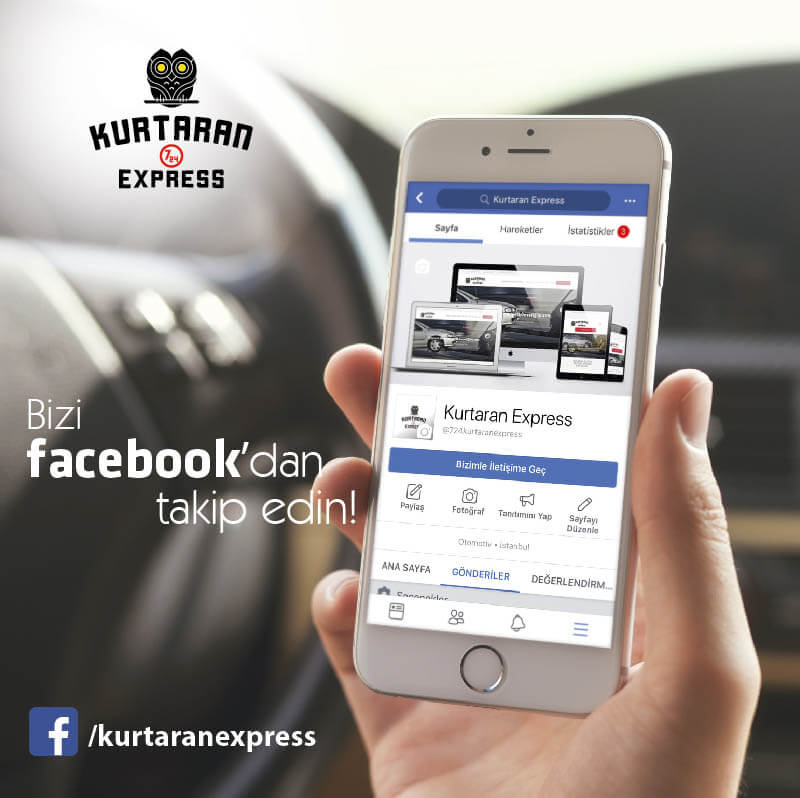 KURTARAN
7/24
EXPRESS
Kurtaran Express
Sayfa
Hareketler
İstatistikler
3
Kurtaran Express
@724kurtaranexpress
Bizimle İletişime Geç
Paylaş
Fotoğraf
Tanıtımını Yap
Sayfayı
Düzenle
Otomotiv • İstanbul
ANA SAYFA
GÖNDERİLER
DEĞERLENDİRM...
Seçenekler
Bizi
facebook'dan
takip edin!
f
/kurtaranexpress